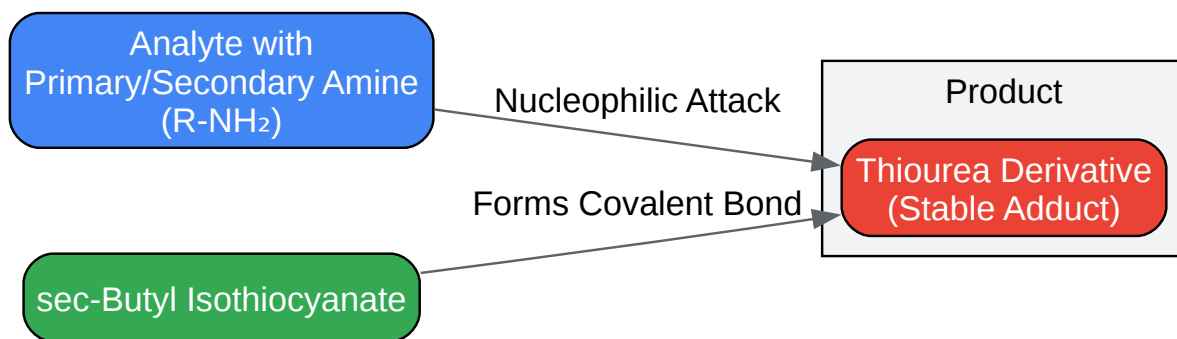 Analyte with
Primary/Secondary Amine
(R-NH₂)
Nucleophilic Attack
Product
Thiourea Derivative
(Stable Adduct)
Forms Covalent Bond
sec-Butyl Isothiocyanate